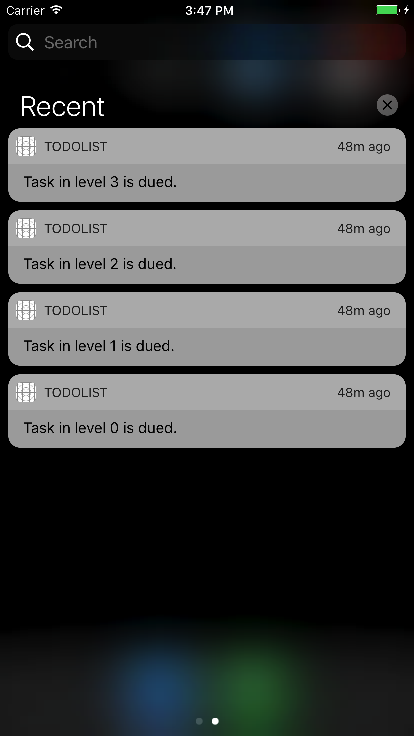 Carrier 3:47 PM
Search
Recent
TODOLIST 48m ago
Task in level 3 is dued.
TODOLIST 48m ago
Task in level 2 is dued.
TODOLIST 48m ago
Task in level 1 is dued.
TODOLIST 48m ago
Task in level 0 is dued.